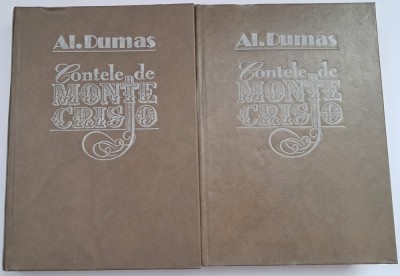 Al.Dumas
Contele de
MONTE
CRISTO
Al.Dumas
Contele de
MONTE
CRISTO